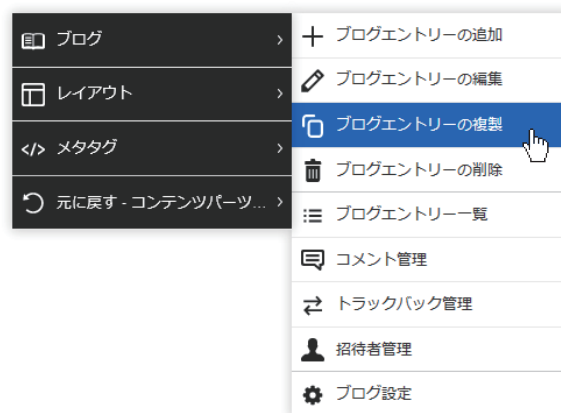 ブログ
レイアウト
メタタグ
元に戻す - コンテンツパーツ...
ブログエントリーの追加
ブログエントリーの編集
ブログエントリーの複製
ブログエントリーの削除
ブログエントリー一覧
コメント管理
トラックバック管理
招待者管理
ブログ設定